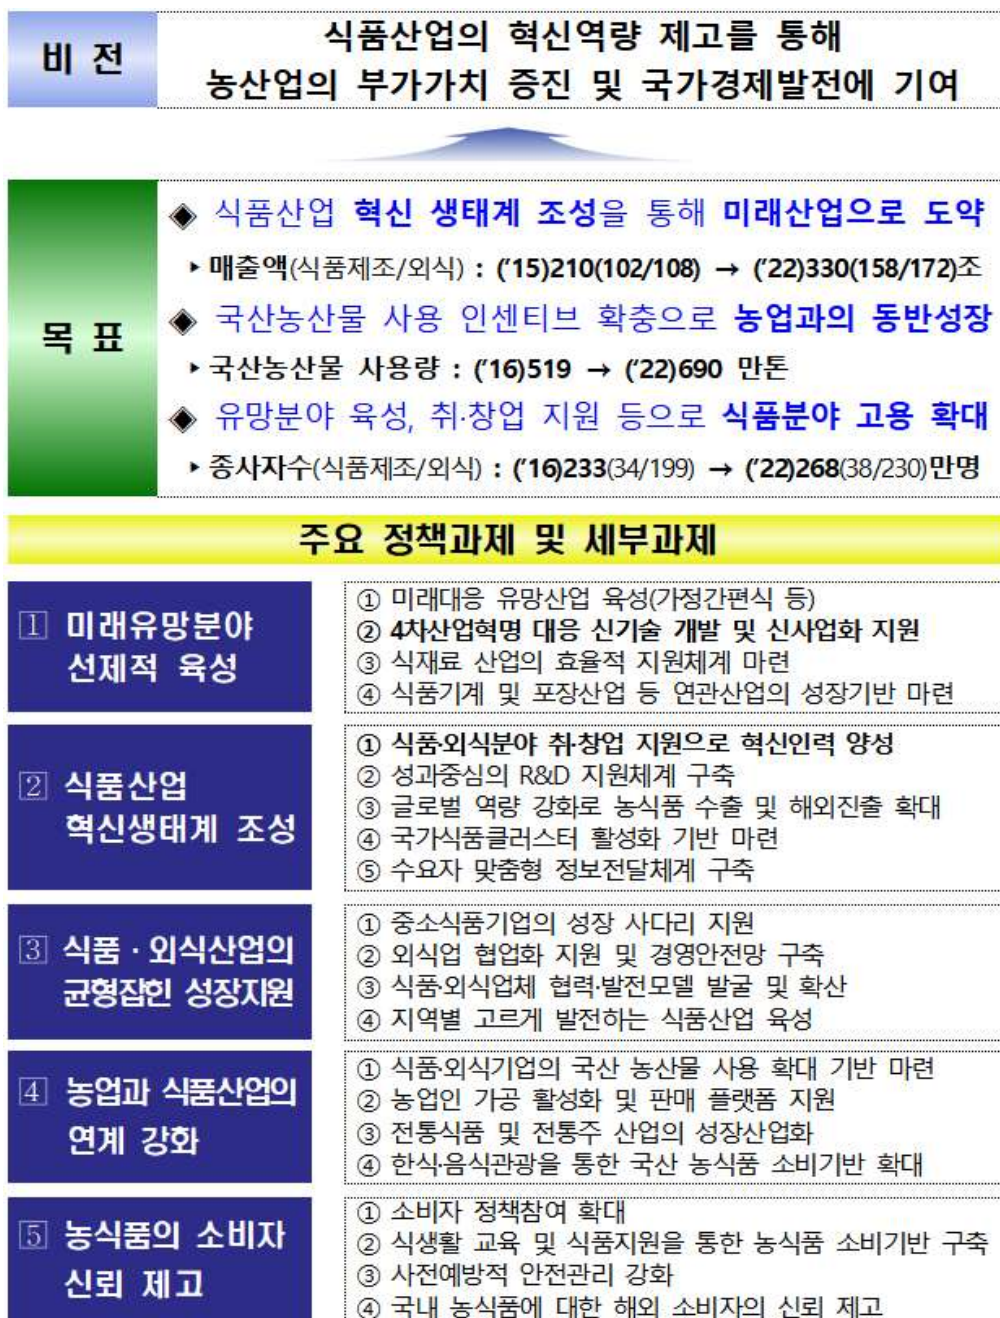 비 전
식품산업의 혁신역량 제고를 통해
농산업의 부가가치 증진 및 국가경제발전에 기여
목 표
◈ 식품산업 혁신 생태계 조성을 통해 미래산업으로 도약
▸매출액(식품제조/외식) : ('15)210(102/108) → ('22)330(158/172)조
◈ 국산농산물 사용 인센티브 확충으로 농업과의 동반성장
▸국산농산물 사용량 : ('16)519 → ('22)690 만톤
◈ 유망분야 육성, 취·창업 지원 등으로 식품분야 고용 확대
▸종사자수(식품제조/외식) : ('16)233(34/199) → ('22)268(38/230)만명
주요 정책과제 및 세부과제
1 미래유망분야
선제적 육성
① 미래대응 유망산업 육성(가정간편식 등)
② 4차산업혁명 대응 신기술 개발 및 신사업화 지원
③ 식재료 산업의 효율적 지원체계 마련
④ 식품기계 및 포장산업 등 연관산업의 성장기반 마련
2 식품산업
혁신생태계 조성
① 식품·외식분야 취·창업 지원으로 혁신인력 양성
② 성과중심의 R&D 지원체계 구축
③ 글로벌 역량 강화로 농식품 수출 및 해외진출 확대
④ 국가식품클러스터 활성화 기반 마련
⑤ 수요자 맞춤형 정보전달체계 구축
3 식품 · 외식산업의
균형잡힌 성장지원
① 중소식품기업의 성장 사다리 지원
② 외식업 협업화 지원 및 경영안전망 구축
③ 식품·외식업체 협력·발전모델 발굴 및 확산
④ 지역별 고르게 발전하는 식품산업 육성
4 농업과 식품산업의
연계 강화
① 식품·외식기업의 국산 농산물 사용 확대 기반 마련
② 농업인 가공 활성화 및 판매 플랫폼 지원
③ 전통식품 및 전통주 산업의 성장산업화
④ 한식·음식관광을 통한 국산 농식품 소비기반 확대
5 농식품의 소비자
신뢰 제고
① 소비자 정책참여 확대
② 식생활 교육 및 식품지원을 통한 농식품 소비기반 구축
③ 사전예방적 안전관리 강화
④ 국내 농식품에 대한 해외 소비자의 신뢰 제고